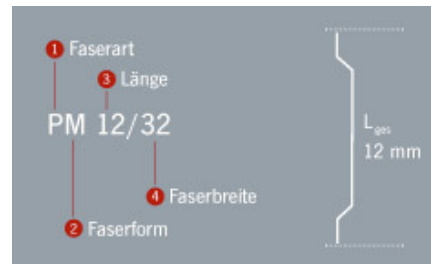 1 Faserart
3 Länge
PM 12/32
4 Faserbreite
2 Faserform
Lges
12 mm